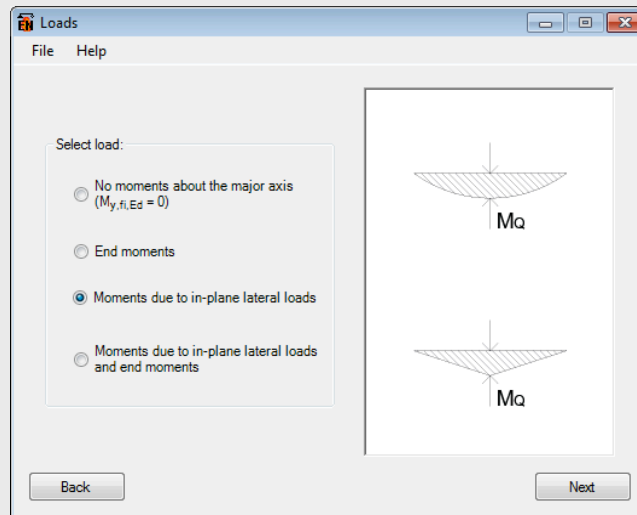 EN Loads
File Help
Select load:
No moments about the major axis
(My,fi,Ed = 0)
End moments
Moments due to in-plane lateral loads
Moments due to in-plane lateral loads
and end moments
MQ
MQ
Back
Next